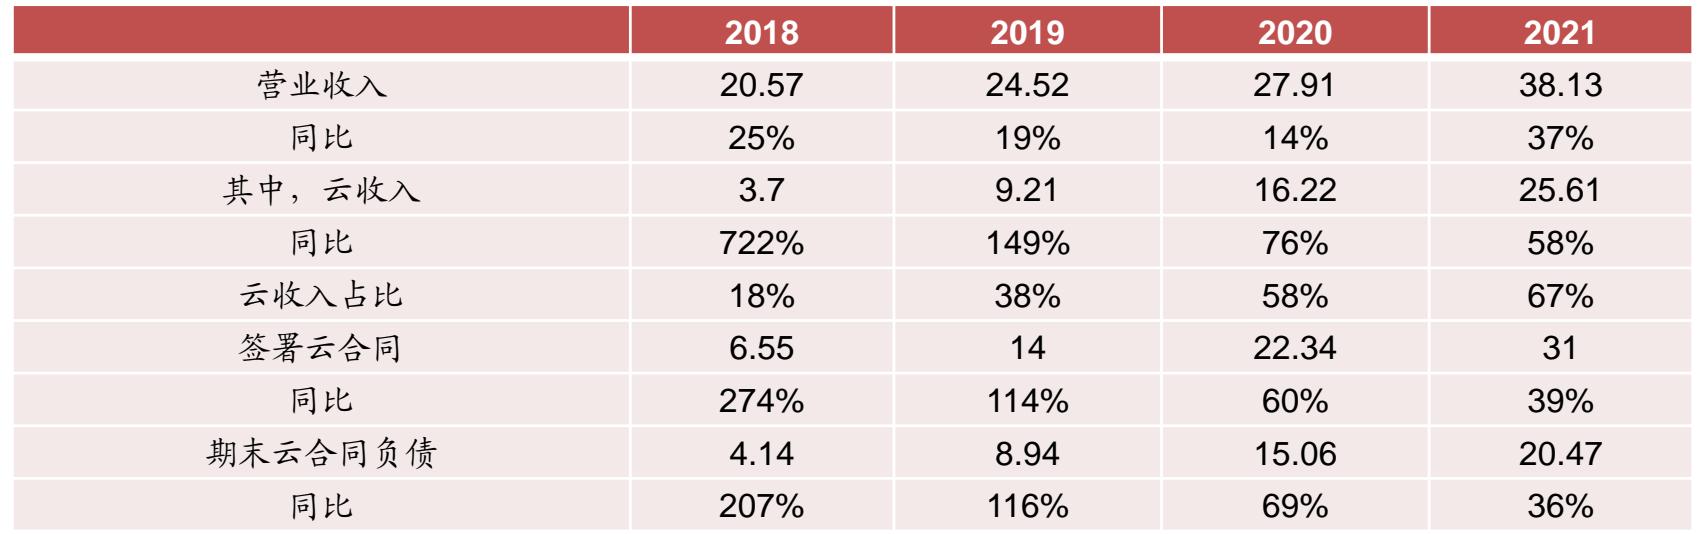 2018 2019 2020 2021
营业收入 20.57 24.52 27.91 38.13
同比 25% 19% 14% 37%
其中，云收入 3.7 9.21 16.22 25.61
同比 722% 149% 76% 58%
云收入占比 18% 38% 58% 67%
签署云合同 6.55 14 22.34 31
同比 274% 114% 60% 39%
期末云合同负债 4.14 8.94 15.06 20.47
同比 207% 116% 69% 36%